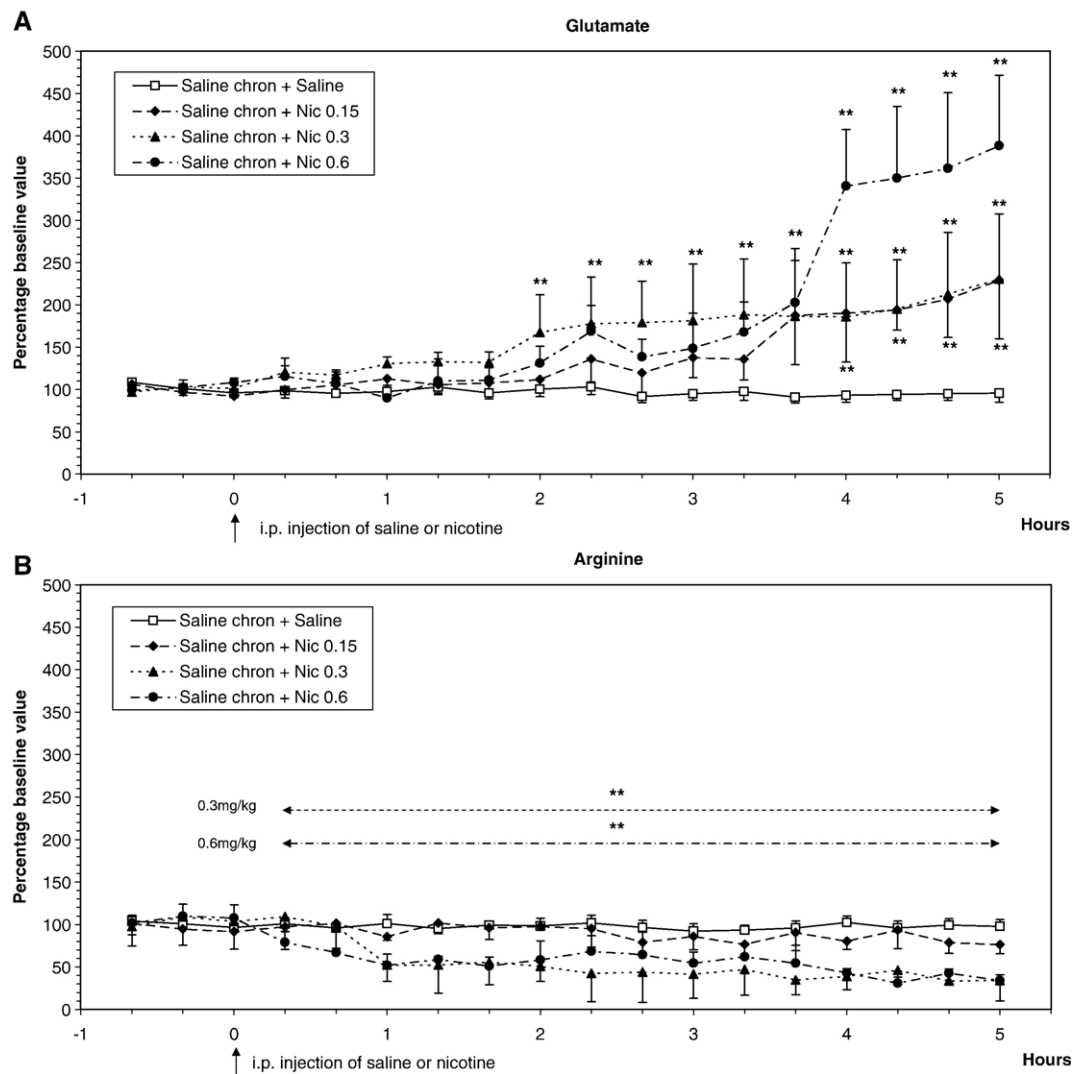 A
Glutamate
500
450
400
350
300
250
200
150
100
50
0
Percentage baseline value
Saline chron + Saline
Saline chron + Nic 0.15
Saline chron + Nic 0.3
Saline chron + Nic 0.6
** ** ** **
** ** ** ** ** **
** ** ** **
** ** ** **
-1 0 1 2 3 4 5
i.p. injection of saline or nicotine
Hours
B
Arginine
500
450
400
350
300
250
200
150
100
50
0
Percentage baseline value
Saline chron + Saline
Saline chron + Nic 0.15
Saline chron + Nic 0.3
Saline chron + Nic 0.6
0.3mg/kg **
0.6mg/kg **
-1 0 1 2 3 4 5
i.p. injection of saline or nicotine
Hours